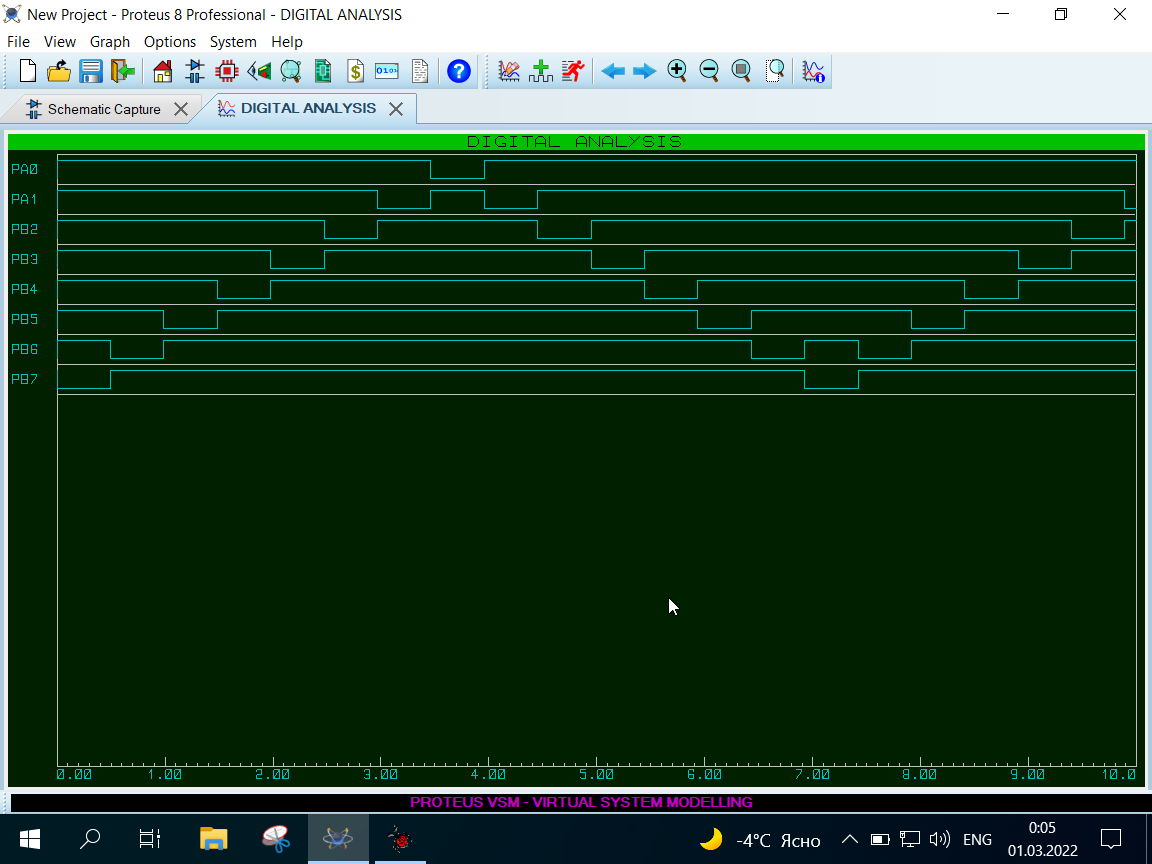 New Project - Proteus 8 Professional - DIGITAL ANALYSIS
File View Graph Options System Help
$ 0101 ?
Schematic Capture DIGITAL ANALYSIS
DIGITAL ANALYSIS
PA0
PA1
PB2
PB3
PB4
PB5
PB6
PB7
0.00 1.00 2.00 3.00 4.00 5.00 6.00 7.00 8.00 9.00 10.0
PROTEUS VSM - VIRTUAL SYSTEM MODELLING
-4°C Ясно ENG 0:05
01.03.2022